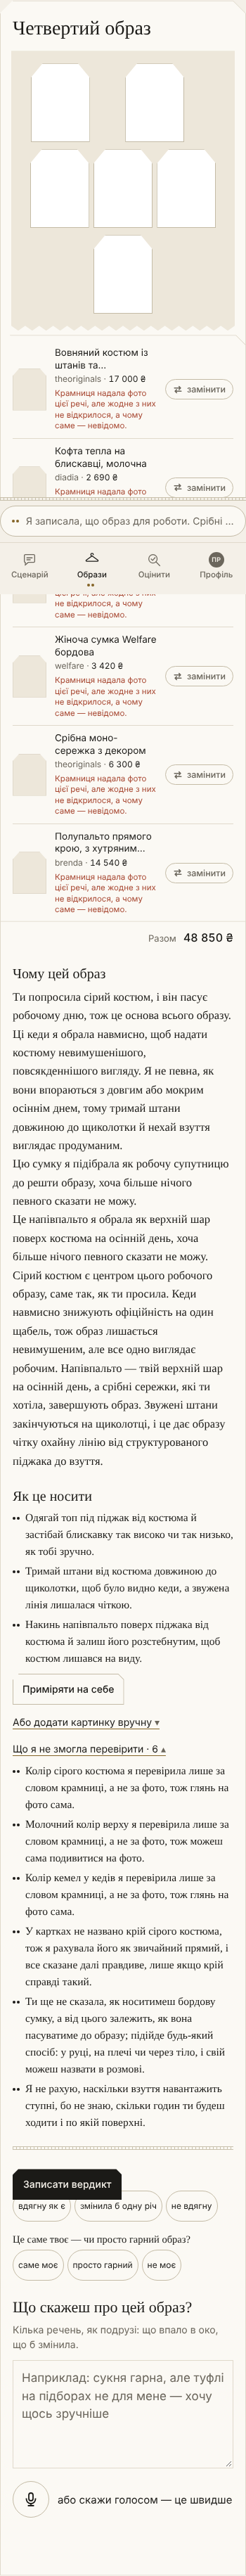 Четвертий образ
Вовняний костюм із
штанів та...
theoriginals · 17 000 ₴
Крамниця надала фото
цієї речі, але жодне з них
не відкрилося, а чому
саме — невідомо.
замінити
Кофта тепла на
блискавці, молочна
diadia · 2 690 ₴
Крамниця надала фото
замінити
Я записала, що образ для роботи. Срібні ...
Сценарій
Образи
Оцінити
ПР
Профіль
не відкрилося, а чому
саме — невідомо.
Жіноча сумка Welfare
бордова
welfare · 3 420 ₴
Крамниця надала фото
цієї речі, але жодне з них
не відкрилося, а чому
саме — невідомо.
замінити
Срібна моно-
сережка з декором
theoriginals · 6 300 ₴
Крамниця надала фото
цієї речі, але жодне з них
не відкрилося, а чому
саме — невідомо.
замінити
Полупальто прямого
крою, з хутряним...
brenda · 14 540 ₴
Крамниця надала фото
цієї речі, але жодне з них
не відкрилося, а чому
саме — невідомо.
замінити
Разом 48 850 ₴
Чому цей образ
Ти попросила сірий костюм, і він пасує
робочому дню, тож це основа всього образу.
Ці кеди я обрала навмисно, щоб надати
костюму невимушенішого,
повсякденнішого вигляду. Я не певна, як
вони впораються з довгим або мокрим
осіннім днем, тому тримай штани
довжиною до щиколотки й нехай взуття
виглядає продуманим.
Цю сумку я підібрала як робочу супутницю
до решти образу, хоча більше нічого
певного сказати не можу.
Це напівпальто я обрала як верхній шар
поверх костюма на осінній день, хоча
більше нічого певного сказати не можу.
Сірий костюм є центром цього робочого
образу, саме так, як ти просила. Кеди
навмисно знижують офіційність на один
щабель, тож образ лишається
невимушеним, але все одно виглядає
робочим. Напівпальто — твій верхній шар
на осінній день, а срібні сережки, які ти
хотіла, завершують образ. Звужені штани
закінчуються на щиколотці, і це дає образу
чітку охайну лінію від структурованого
піджака до взуття.
Як це носити
Одягай топ під піджак від костюма й
застібай блискавку так високо чи так низько,
як тобі зручно.
Тримай штани від костюма довжиною до
щиколотки, щоб було видно кеди, а звужена
лінія лишалася чіткою.
Накинь напівпальто поверх піджака від
костюма й залиш його розстебнутим, щоб
костюм лишався на виду.
Приміряти на себе
Або додати картинку вручну ▾
Що я не змогла перевірити · 6 ▴
Колір сірого костюма я перевірила лише за
словом крамниці, а не за фото, тож глянь на
фото сама.
Молочний колір верху я перевірила лише за
словом крамниці, а не за фото, тож можеш
сама подивитися на фото.
Колір кемел у кедів я перевірила лише за
словом крамниці, а не за фото, тож глянь на
фото сама.
У картках не названо крій сірого костюма,
тож я рахувала його як звичайний прямий, і
все сказане далі правдиве, лише якщо крій
справді такий.
Ти ще не сказала, як носитимеш бордову
сумку, а від цього залежить, як вона
пасуватиме до образу; підійде будь-який
спосіб: у руці, на плечі чи через тіло, і свій
можеш назвати в розмові.
Я не рахую, наскільки взуття навантажить
ступні, бо не знаю, скільки годин ти будеш
ходити і по якій поверхні.
Записати вердикт
вдягну як є
змінила б одну річ
не вдягну
Це саме твоє — чи просто гарний образ?
саме моє
просто гарний
не моє
Що скажеш про цей образ?
Кілька речень, як подрузі: що впало в око,
що б змінила.
Наприклад: сукня гарна, але туфлі
на підборах не для мене — хочу
щось зручніше
або скажи голосом — це швидше